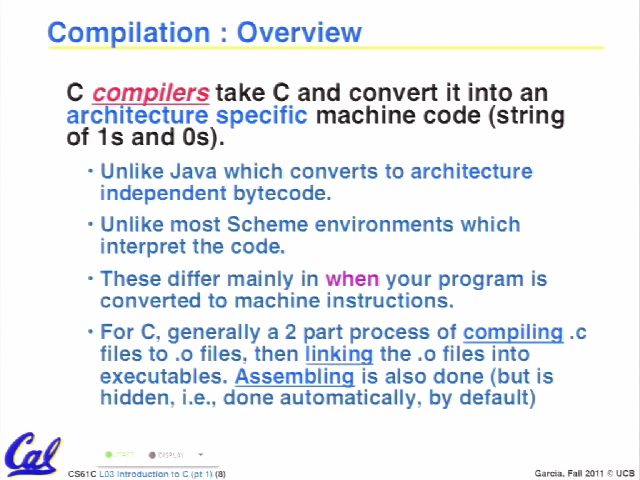 Compilation : Overview
C compilers take C and convert it into an
architecture specific machine code (string
of 1s and 0s).
• Unlike Java which converts to architecture
independent bytecode.
• Unlike most Scheme environments which
interpret the code.
• These differ mainly in when your program is
converted to machine instructions.
• For C, generally a 2 part process of compiling .c
files to .o files, then linking the .o files into
executables. Assembling is also done (but is
hidden, i.e., done automatically, by default)
Cal
START DISPLAY
CS61C L03 Introduction to C (pt 1) (8)
Garcia, Fall 2011 © UCB